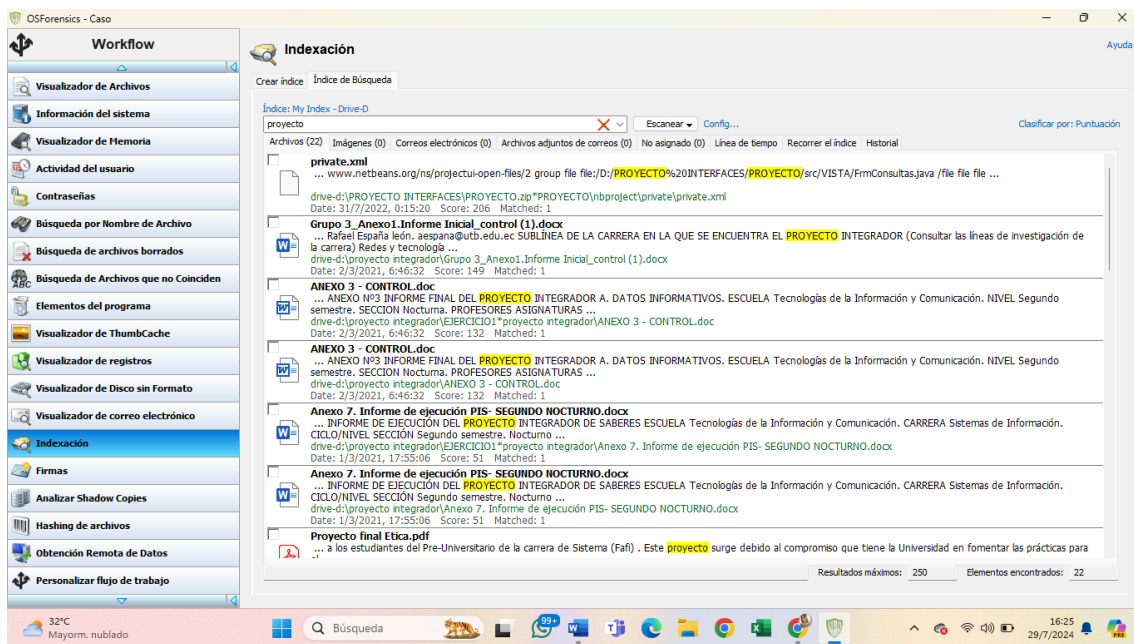 OSForensics - Caso
Workflow
Visualizador de Archivos
Información del sistema
Visualizador de Memoria
Actividad del usuario
Contraseñas
Búsqueda por Nombre de Archivo
Búsqueda de archivos borrados
Búsqueda de Archivos que no Coinciden
Elementos del programa
Visualizador de ThumbCache
Visualizador de registros
Visualizador de Disco sin Formato
Visualizador de correo electrónico
Indexación
Firmas
Analizar Shadow Copies
Hashing de archivos
Obtención Remota de Datos
Personalizar flujo de trabajo
Indexación
Ayuda
Crear índice Índice de Búsqueda
Índice: My Index - Drive-D
proyecto Escanear Config... Clasificar por: Puntuación
Archivos (22) Imágenes (0) Correos electrónicos (0) Archivos adjuntos de correos (0) No asignado (0) Línea de tiempo Recorrer el índice Historial
private.xml
... www.netbeans.org/ns/projectui-open-files/2 group file file:/D:/PROYECTO%20INTERFACES/PROYECTO/src/VISTA/FrmConsultas.java /file file file ...
drive-d:\PROYECTO INTERFACES\PROYECTO.zip*PROYECTO\nbproject\private\private.xml
Date: 31/7/2022, 0:15:20 Score: 206 Matched: 1
Grupo 3_Anexo1.Informe Inicial_control (1).docx
... Rafael España león. aespana@utb.edu.ec SUBLÍNEA DE LA CARRERA EN LA QUE SE ENCUENTRA EL PROYECTO INTEGRADOR (Consultar las líneas de investigación de
la carrera) Redes y tecnología ...
drive-d:\proyecto integrador\Grupo 3_Anexo1.Informe Inicial_control (1).docx
Date: 2/3/2021, 6:46:32 Score: 149 Matched: 1
ANEXO 3 - CONTROL.doc
... ANEXO Nº3 INFORME FINAL DEL PROYECTO INTEGRADOR A. DATOS INFORMATIVOS. ESCUELA Tecnologías de la Información y Comunicación. NIVEL Segundo
semestre. SECCION Nocturna. PROFESORES ASIGNATURAS ...
drive-d:\proyecto integrador\EJERCICIO1*proyecto integrador\ANEXO 3 - CONTROL.doc
Date: 2/3/2021, 6:46:32 Score: 132 Matched: 1
ANEXO 3 - CONTROL.doc
... ANEXO Nº3 INFORME FINAL DEL PROYECTO INTEGRADOR A. DATOS INFORMATIVOS. ESCUELA Tecnologías de la Información y Comunicación. NIVEL Segundo
semestre. SECCION Nocturna. PROFESORES ASIGNATURAS ...
drive-d:\proyecto integrador\ANEXO 3 - CONTROL.doc
Date: 2/3/2021, 6:46:32 Score: 132 Matched: 1
Anexo 7. Informe de ejecución PIS- SEGUNDO NOCTURNO.docx
... INFORME DE EJECUCIÓN DEL PROYECTO INTEGRADOR DE SABERES ESCUELA Tecnologías de la Información y Comunicación. CARRERA Sistemas de Información.
CICLO/NIVEL SECCIÓN Segundo semestre. Nocturno ...
drive-d:\proyecto integrador\EJERCICIO1*proyecto integrador\Anexo 7. Informe de ejecución PIS- SEGUNDO NOCTURNO.docx
Date: 1/3/2021, 17:55:06 Score: 51 Matched: 1
Anexo 7. Informe de ejecución PIS- SEGUNDO NOCTURNO.docx
... INFORME DE EJECUCIÓN DEL PROYECTO INTEGRADOR DE SABERES ESCUELA Tecnologías de la Información y Comunicación. CARRERA Sistemas de Información.
CICLO/NIVEL SECCIÓN Segundo semestre. Nocturno ...
drive-d:\proyecto integrador\Anexo 7. Informe de ejecución PIS- SEGUNDO NOCTURNO.docx
Date: 1/3/2021, 17:55:06 Score: 51 Matched: 1
Proyecto final Etica.pdf
... a los estudiantes del Pre-Universitario de la carrera de Sistema (Fafi) . Este proyecto surge debido al compromiso que tiene la Universidad en fomentar las prácticas para
Resultados máximos: 250 Elementos encontrados: 22
32°C
Mayorm. nublado
Búsqueda
99+
16:25
29/7/2024
PRE